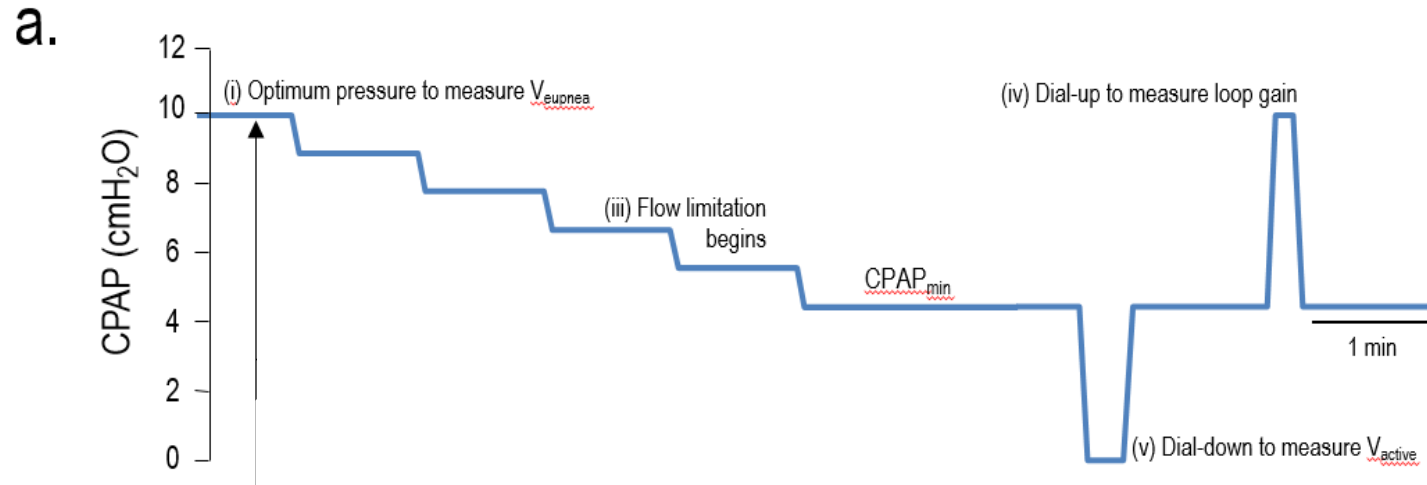 a.
12
(i) Optimum pressure to measure Veupnea
(iv) Dial-up to measure loop gain
10
CPAP (cmH2O)
8
(iii) Flow limitation
begins
6
CPAPmin
4
1 min
2
0
(v) Dial-down to measure Vactive